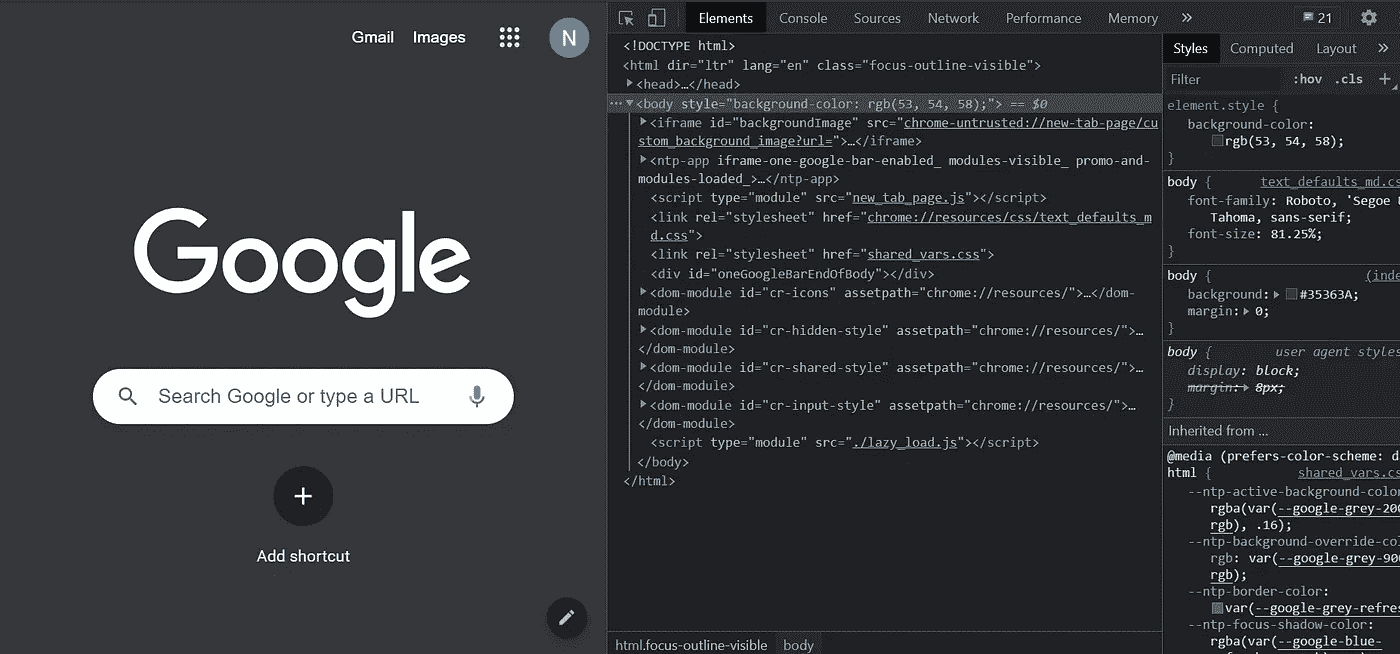 Gmail Images
N
Google
Search Google or type a URL
Add shortcut
Elements Console Sources Network Performance Memory » 21
<!DOCTYPE html>
<html dir="ltr" lang="en" class="focus-outline-visible">
<head>…</head>
<body style="background-color: rgb(53, 54, 58);"> == $0
<iframe id="backgroundImage" src="chrome-untrusted://new-tab-page/cu
stom_background_image?url=">…</iframe>
<ntp-app iframe-one-google-bar-enabled_ modules-visible_ promo-and-
modules-loaded_>…</ntp-app>
<script type="module" src="new_tab_page.js"></script>
<link rel="stylesheet" href="chrome://resources/css/text_defaults_m
d.css">
<link rel="stylesheet" href="shared_vars.css">
<div id="oneGoogleBarEndOfBody"></div>
<dom-module id="cr-icons" assetpath="chrome://resources/">…</dom-
module>
<dom-module id="cr-hidden-style" assetpath="chrome://resources/">…
</dom-module>
<dom-module id="cr-shared-style" assetpath="chrome://resources/">…
</dom-module>
<dom-module id="cr-input-style" assetpath="chrome://resources/">…
</dom-module>
<script type="module" src="./lazy_load.js"></script>
</body>
</html>
html.focus-outline-visible body
Styles Computed Layout »
Filter :hov .cls +
element.style {
background-color:
rgb(53, 54, 58);
}
body { text_defaults_md.cs
font-family: Roboto, 'Segoe U
Tahoma, sans-serif;
font-size: 81.25%;
}
body { (inde
background: #35363A;
margin: 0;
}
body { user agent styles
display: block;
margin: 8px;
}
Inherited from …
@media (prefers-color-scheme: d
html { shared_vars.cs
--ntp-active-background-color
rgba(var(--google-grey-200
rgb), .16);
--ntp-background-override-col
rgb: var(--google-grey-900
rgb);
--ntp-border-color:
var(--google-grey-refres
--ntp-focus-shadow-color:
rgba(var(--google-blue-